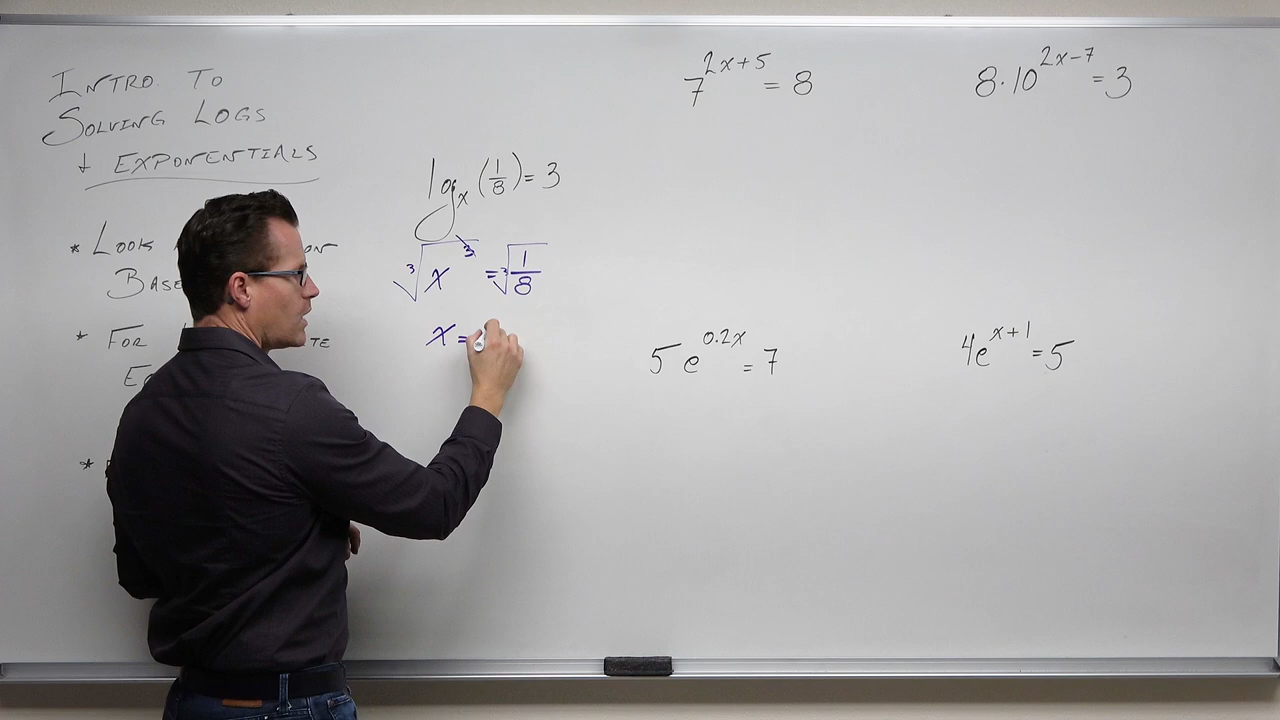 INTRO. TO
SOLVING LOGS
+ EXPONENTIALS
* LOOK
BASE
* FOR
*
log_x (1/8) = 3
∛x³ = ∛(1/8)
x =
7^(2x+5) = 8
8·10^(2x-7) = 3
5e^(0.2x) = 7
4e^(x+1) = 5